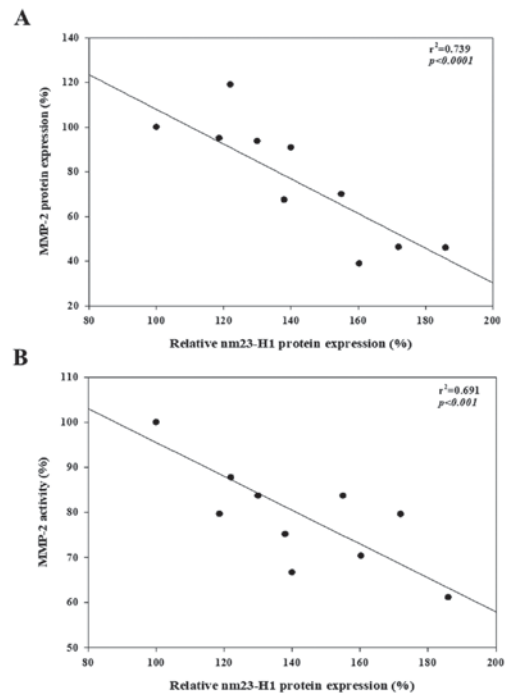 A
r²=0.739
p<0.0001
MMP-2 protein expression (%)
140
120
100
80
60
40
20
80 100 120 140 160 180 200
Relative nm23-H1 protein expression (%)
B
r²=0.691
p<0.001
MMP-2 activity (%)
110
100
90
80
70
60
50
80 100 120 140 160 180 200
Relative nm23-H1 protein expression (%)